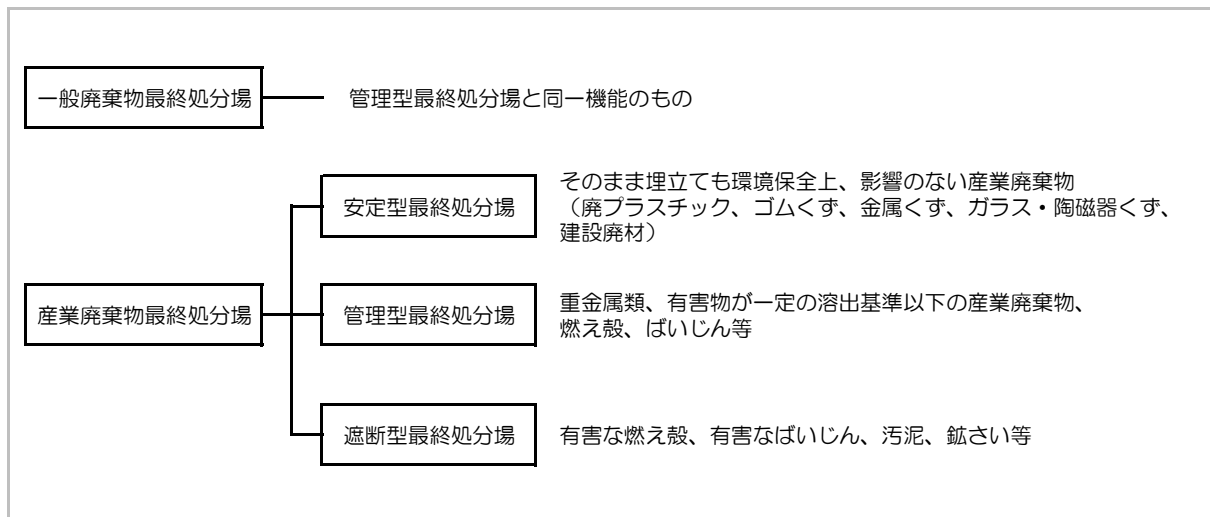 一般廃棄物最終処分場
管理型最終処分場と同一機能のもの
安定型最終処分場
そのまま埋立ても環境保全上、影響のない産業廃棄物
（廃プラスチック、ゴムくず、金属くず、ガラス・陶磁器くず、
建設廃材）
産業廃棄物最終処分場
管理型最終処分場
重金属類、有害物が一定の溶出基準以下の産業廃棄物、
燃え殻、ばいじん等
遮断型最終処分場
有害な燃え殻、有害なばいじん、汚泥、鉱さい等